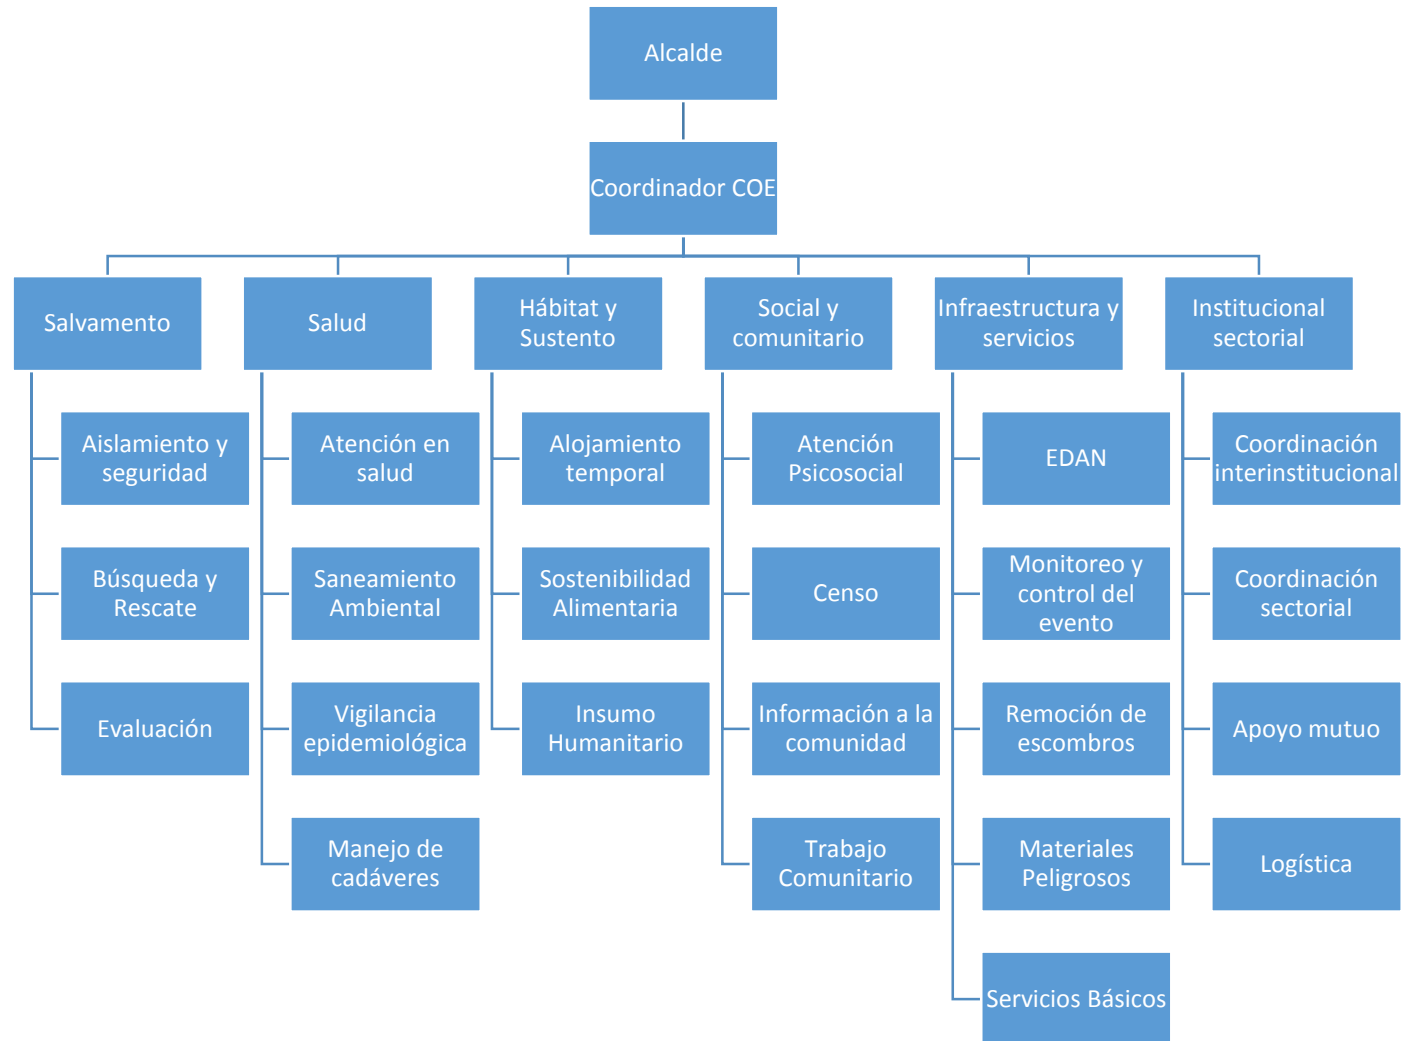 Alcalde
Coordinador COE
Salvamento
Aislamiento y
seguridad
Búsqueda y
Rescate
Evaluación
Salud
Atención en
salud
Saneamiento
Ambiental
Vigilancia
epidemiológica
Manejo de
cadáveres
Hábitat y
Sustento
Alojamiento
temporal
Sostenibilidad
Alimentaria
Insumo
Humanitario
Social y
comunitario
Atención
Psicosocial
Censo
Información a la
comunidad
Trabajo
Comunitario
Infraestructura y
servicios
EDAN
Monitoreo y
control del
evento
Remoción de
escombros
Materiales
Peligrosos
Servicios Básicos
Institucional
sectorial
Coordinación
interinstitucional
Coordinación
sectorial
Apoyo mutuo
Logística